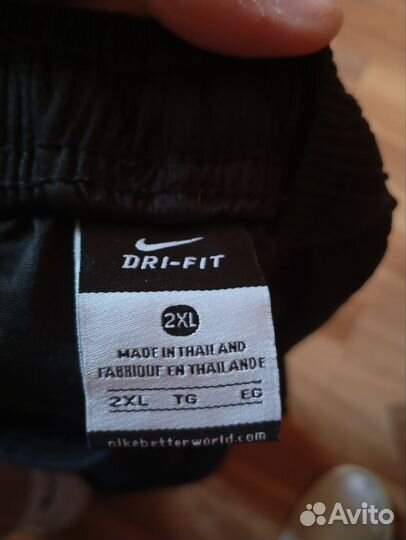 DRI-FIT
2XL
MADE IN THAILAND
FABRIQUE EN THAILANDE
2XL TG EG
nikebetterworld.com
Avito